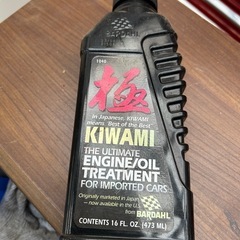 BARDAHL
1040
極
In Japanese, KIWAMI
means "Best of the Best."
KIWAMI
THE ULTIMATE
ENGINE/OIL
TREATMENT
FOR IMPORTED CARS
Originally marketed in Japan
– now available in the U.S.
from BARDAHL
CONTENTS 16 FL. OZ. (473 ML)